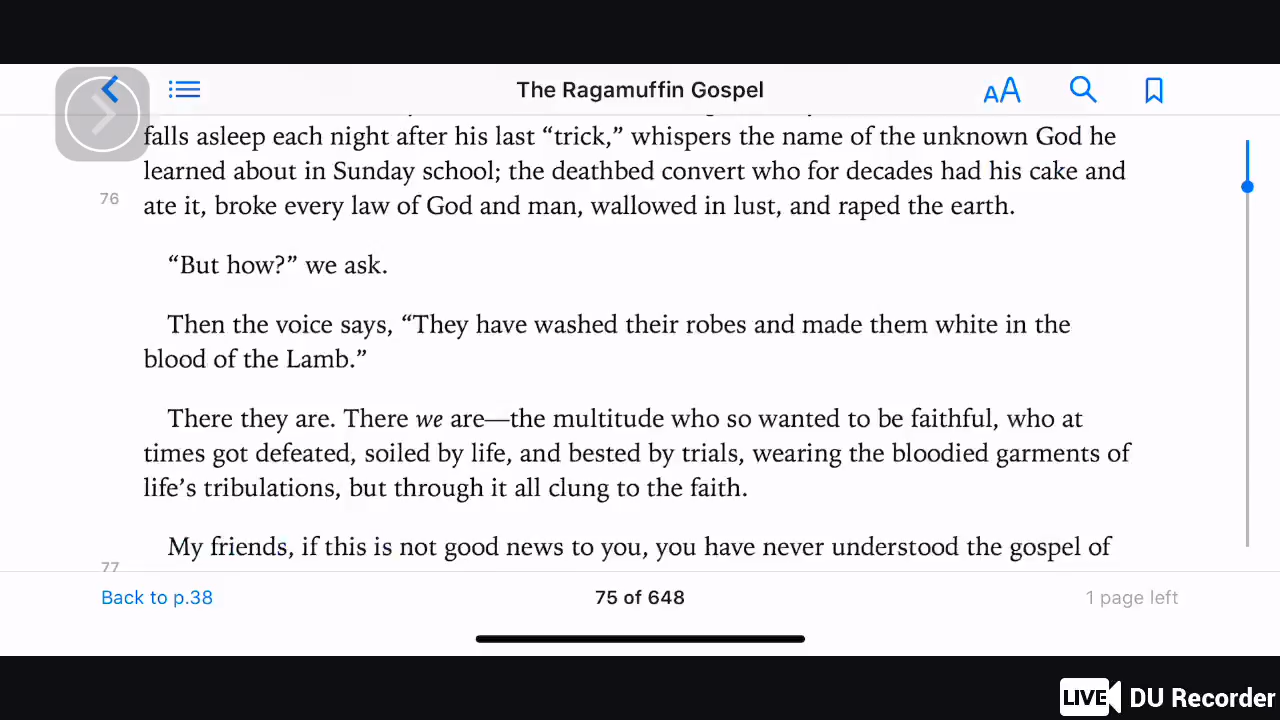 The Ragamuffin Gospel
AA
falls asleep each night after his last “trick,” whispers the name of the unknown God he
learned about in Sunday school; the deathbed convert who for decades had his cake and
76
ate it, broke every law of God and man, wallowed in lust, and raped the earth.
“But how?” we ask.
Then the voice says, “They have washed their robes and made them white in the
blood of the Lamb.”
There they are. There we are—the multitude who so wanted to be faithful, who at
times got defeated, soiled by life, and bested by trials, wearing the bloodied garments of
life’s tribulations, but through it all clung to the faith.
My friends, if this is not good news to you, you have never understood the gospel of
77
Back to p.38
75 of 648
1 page left
LIVE DU Recorder